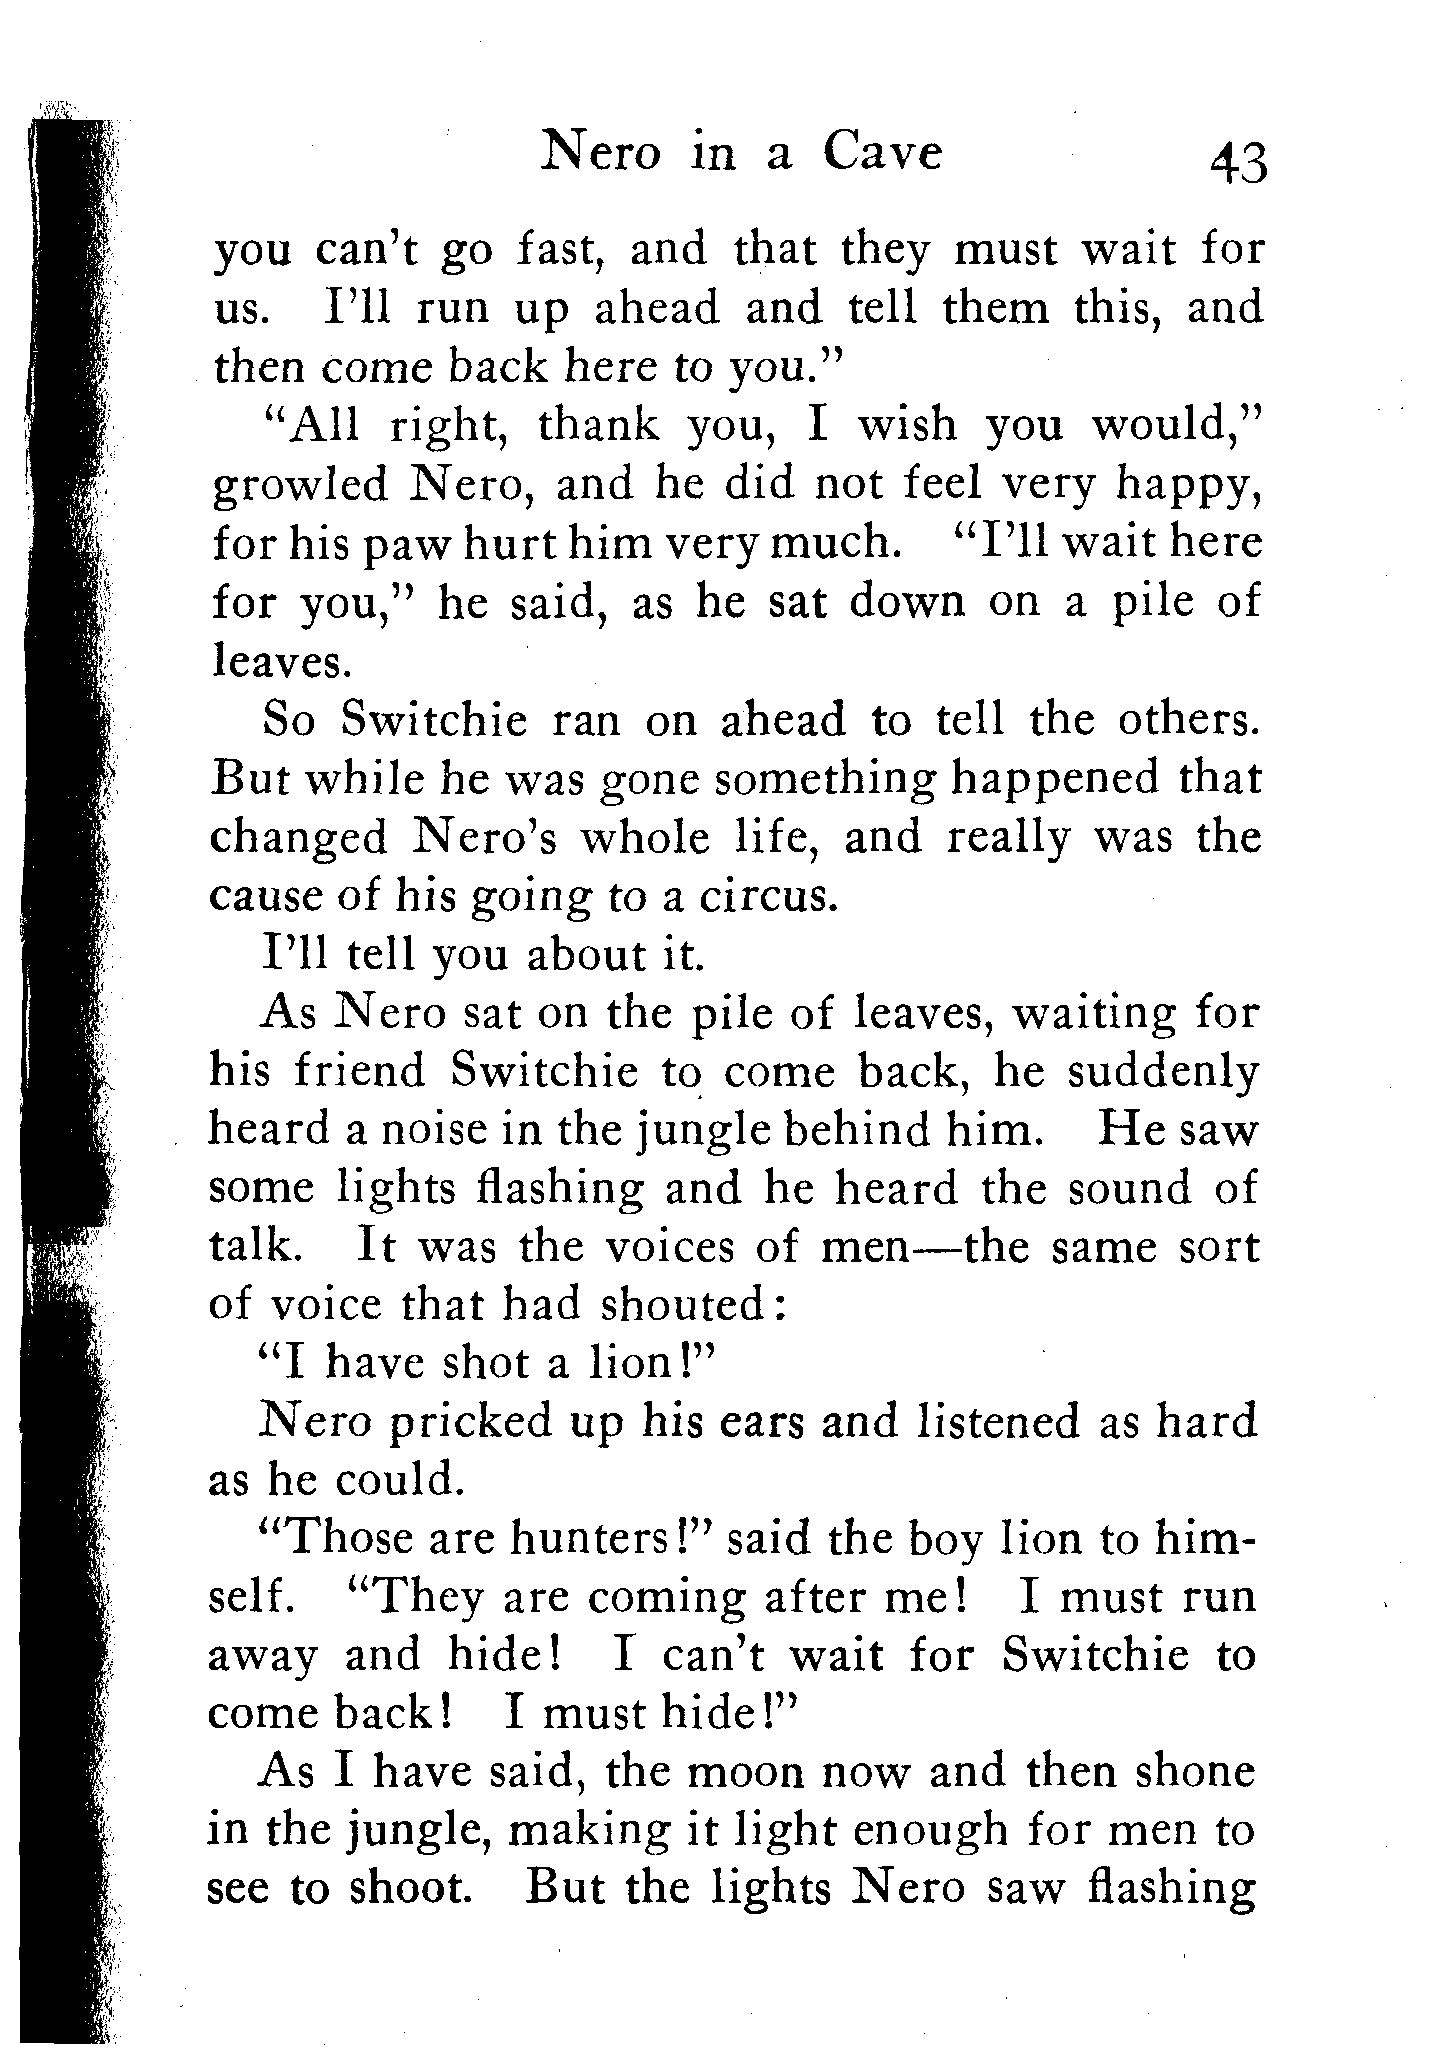 Nero in a Cave 43
you can't go fast, and that they must wait for
us. I'll run up ahead and tell them this, and
then come back here to you."
"All right, thank you, I wish you would,"
growled Nero, and he did not feel very happy,
for his paw hurt him very much. "I'll wait here
for you," he said, as he sat down on a pile of
leaves.
So Switchie ran on ahead to tell the others.
But while he was gone something happened that
changed Nero's whole life, and really was the
cause of his going to a circus.
I'll tell you about it.
As Nero sat on the pile of leaves, waiting for
his friend Switchie to come back, he suddenly
heard a noise in the jungle behind him. He saw
some lights flashing and he heard the sound of
talk. It was the voices of men—the same sort
of voice that had shouted:
"I have shot a lion!"
Nero pricked up his ears and listened as hard
as he could.
"Those are hunters!" said the boy lion to him-
self. "They are coming after me! I must run
away and hide! I can't wait for Switchie to
come back! I must hide!"
As I have said, the moon now and then shone
in the jungle, making it light enough for men to
see to shoot. But the lights Nero saw flashing